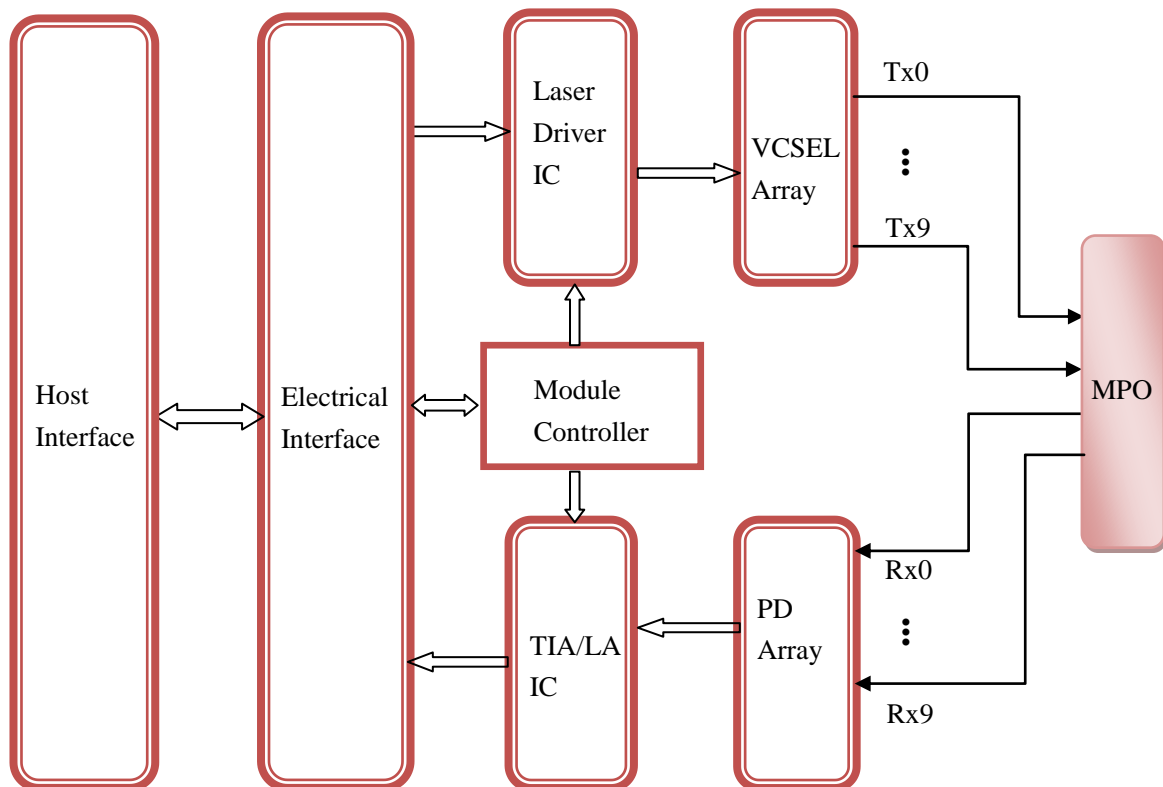 Host
Interface
Electrical
Interface
Laser
Driver
IC
VCSEL
Array
Tx0
Tx9
Module
Controller
MPO
TIA/LA
IC
PD
Array
Rx0
Rx9